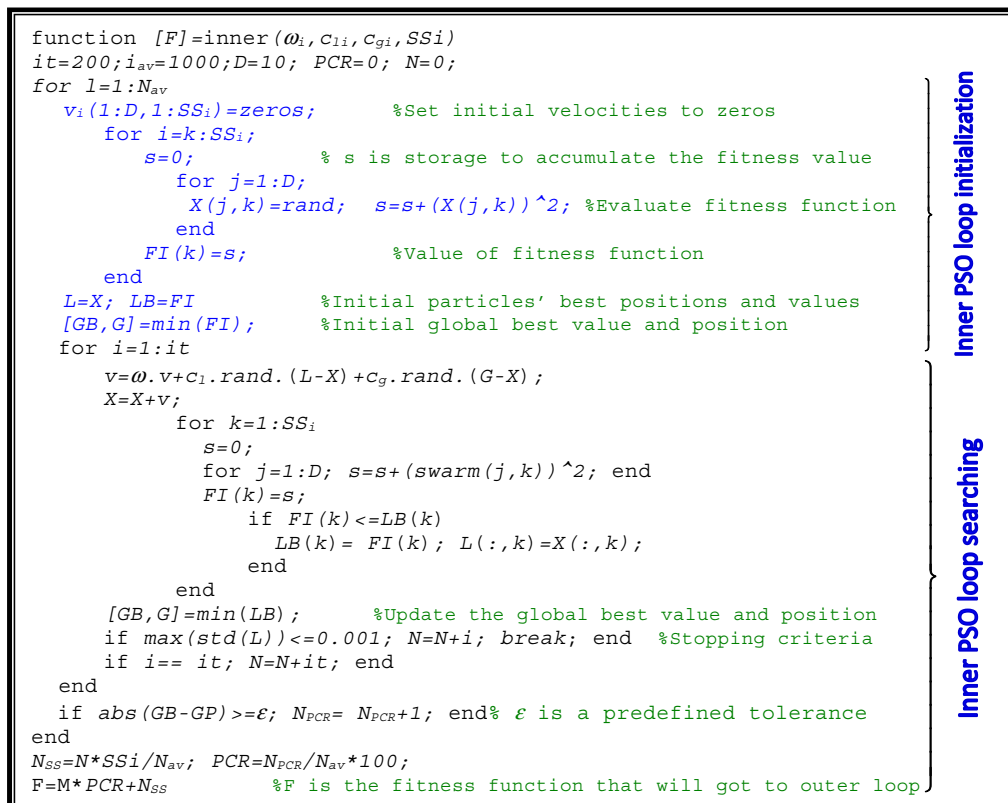 function [F]=inner(ωi,cli,cgi,SSi)
it=200;iav=1000;D=10; PCR=0; N=0;
for l=1:Nav
vi(1:D,1:SSi)=zeros; %Set initial velocities to zeros
for i=k:SSi;
s=0; % s is storage to accumulate the fitness value
for j=1:D;
X(j,k)=rand; s=s+(X(j,k))^2; %Evaluate fitness function
end
FI(k)=s; %Value of fitness function
end
L=X; LB=FI %Initial particles’ best positions and values
[GB,G]=min(FI); %Initial global best value and position
for i=1:it
v=ω.v+cl.rand.(L-X)+cg.rand.(G-X);
X=X+v;
for k=1:SSi
s=0;
for j=1:D; s=s+(swarm(j,k))^2; end
FI(k)=s;
if FI(k)<=LB(k)
LB(k)= FI(k); L(:,k)=X(:,k);
end
end
[GB,G]=min(LB); %Update the global best value and position
if max(std(L))<=0.001; N=N+i; break; end %Stopping criteria
if i== it; N=N+it; end
end
if abs(GB-GP)>=ε; NPCR= NPCR+1; end% ε is a predefined tolerance
end
NSS=N*SSi/Nav; PCR=NPCR/Nav*100;
F=M*PCR+NSS %F is the fitness function that will got to outer loop
Inner PSO loop initialization
Inner PSO loop searching